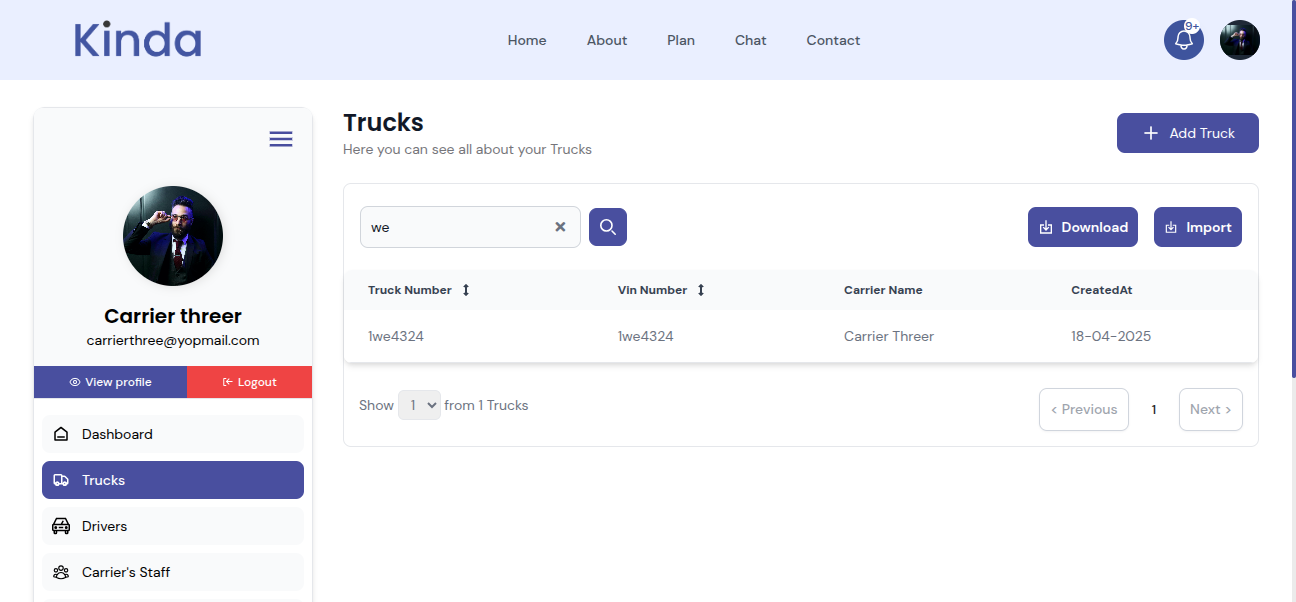 Kinda
Home About Plan Chat Contact
9+
Trucks
Here you can see all about your Trucks
+ Add Truck
we
Download Import
Truck Number Vin Number Carrier Name CreatedAt
1we4324 1we4324 Carrier Threer 18-04-2025
Show 1 from 1 Trucks
‹ Previous 1 Next ›
Carrier threer
carrierthree@yopmail.com
View profile Logout
Dashboard
Trucks
Drivers
Carrier's Staff